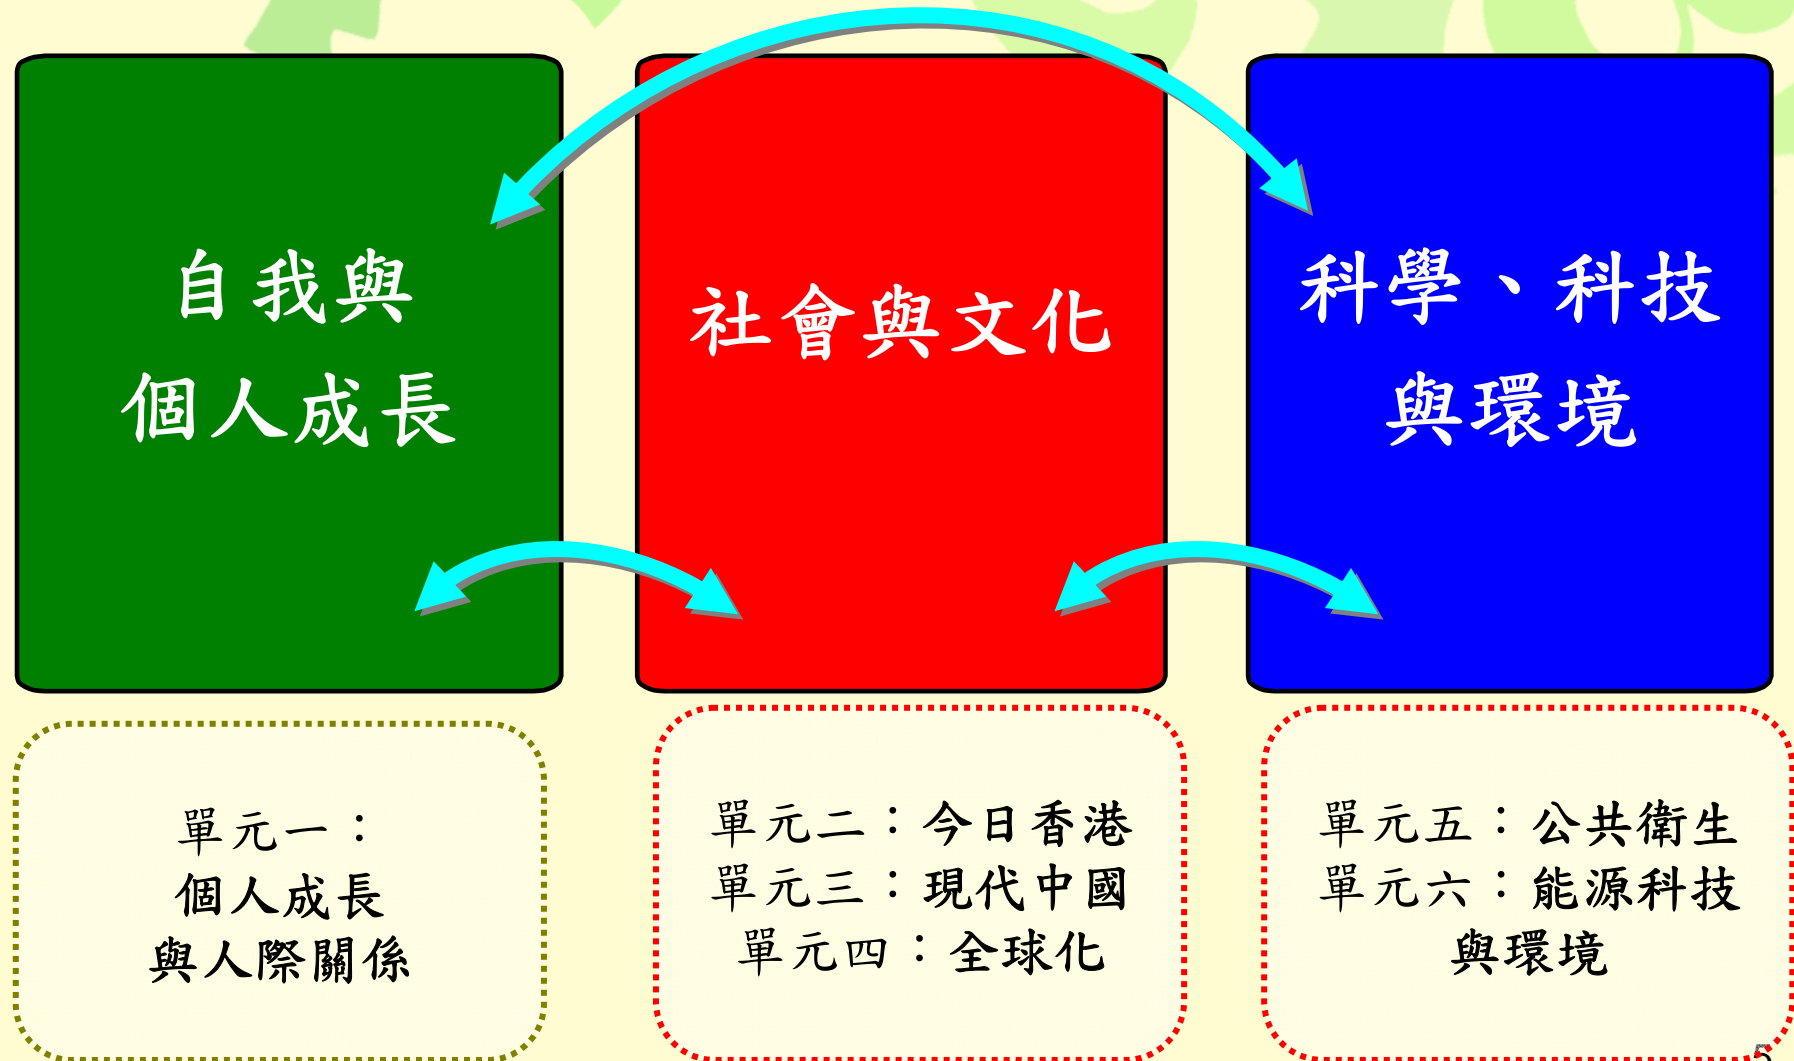 自我與
個人成長
社會與文化
科學、科技
與環境
單元一：
個人成長
與人際關係
單元二：今日香港
單元三：現代中國
單元四：全球化
單元五：公共衛生
單元六：能源科技
與環境
5